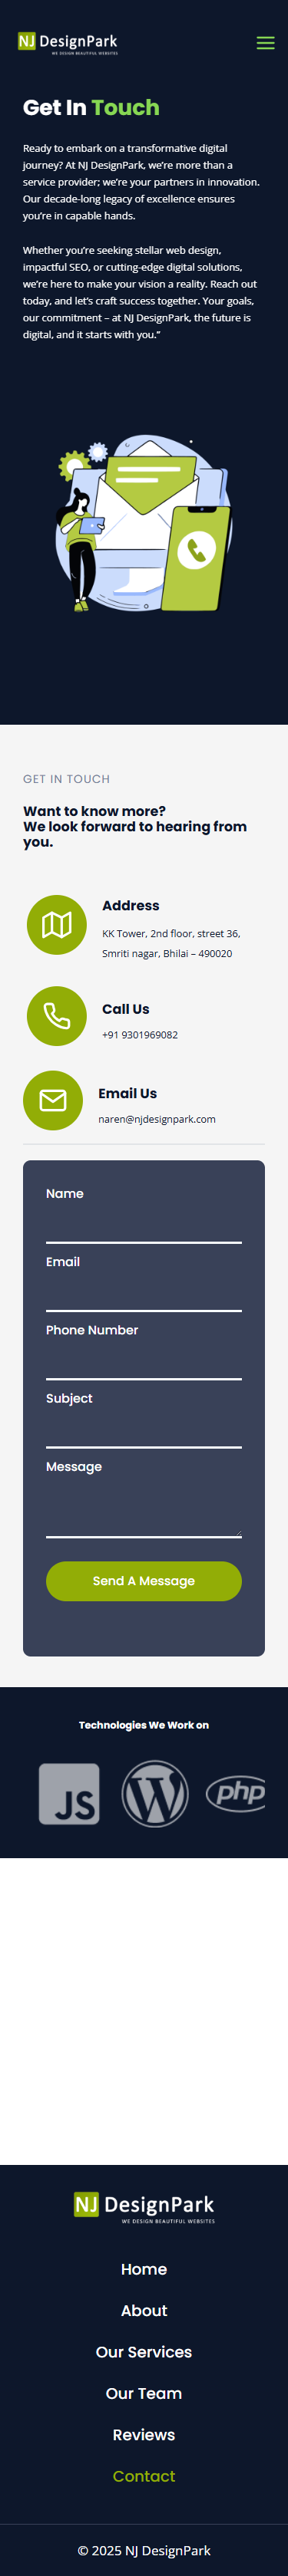 NJ DesignPark
WE DESIGN BEAUTIFUL WEBSITES
Get In Touch
Ready to embark on a transformative digital
journey? At NJ DesignPark, we’re more than a
service provider; we’re your partners in innovation.
Our decade-long legacy of excellence ensures
you’re in capable hands.
Whether you’re seeking stellar web design,
impactful SEO, or cutting-edge digital solutions,
we’re here to make your vision a reality. Reach out
today, and let’s craft success together. Your goals,
our commitment – at NJ DesignPark, the future is
digital, and it starts with you.”
GET IN TOUCH
Want to know more?
We look forward to hearing from
you.
Address
KK Tower, 2nd floor, street 36,
Smriti nagar, Bhilai – 490020
Call Us
+91 9301969082
Email Us
naren@njdesignpark.com
Name
Email
Phone Number
Subject
Message
Send A Message
Technologies We Work on
JS
W
php
NJ DesignPark
WE DESIGN BEAUTIFUL WEBSITES
Home
About
Our Services
Our Team
Reviews
Contact
© 2025 NJ DesignPark